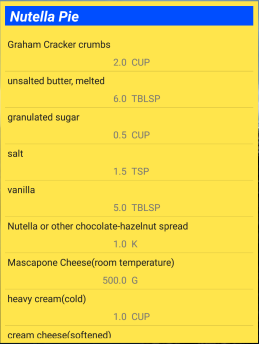 Nutella Pie
Graham Cracker crumbs
2.0 CUP
unsalted butter, melted
6.0 TBLSP
granulated sugar
0.5 CUP
salt
1.5 TSP
vanilla
5.0 TBLSP
Nutella or other chocolate-hazelnut spread
1.0 K
Mascapone Cheese(room temperature)
500.0 G
heavy cream(cold)
1.0 CUP
cream cheese(softened)